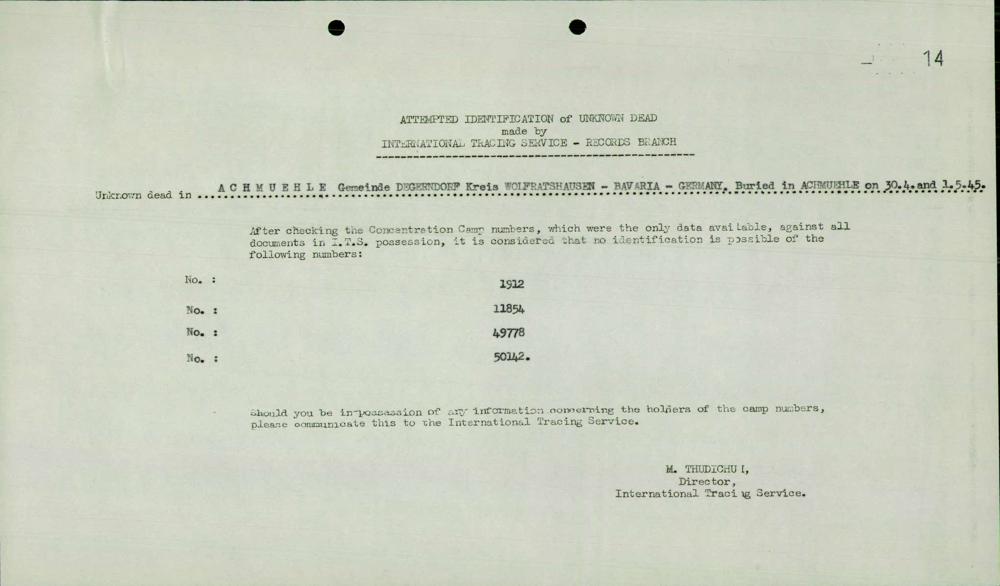 14
ATTEMPTED IDENTIFICATION of UNKNOWN DEAD
made by
INTERNATIONAL TRACING SERVICE - RECORDS BRANCH
Unknown dead in ... A C H M U E H L E Gemeinde DEGERNDORF Kreis WOLFRATSHAUSEN - BAVARIA - GERMANY. Buried in ACHMUEHLE on 30.4.and 1.5.45.
After checking the Concentration Camp numbers, which were the only data available, against all
documents in I.T.S. possession, it is considered that no identification is possible of the
following numbers:
No. : 1912
No. : 11854
No. : 49778
No. : 50142.
Should you be in possession of any information concerning the holders of the camp numbers,
please communicate this to the International Tracing Service.
M. THUDICHUM,
Director,
International Tracing Service.